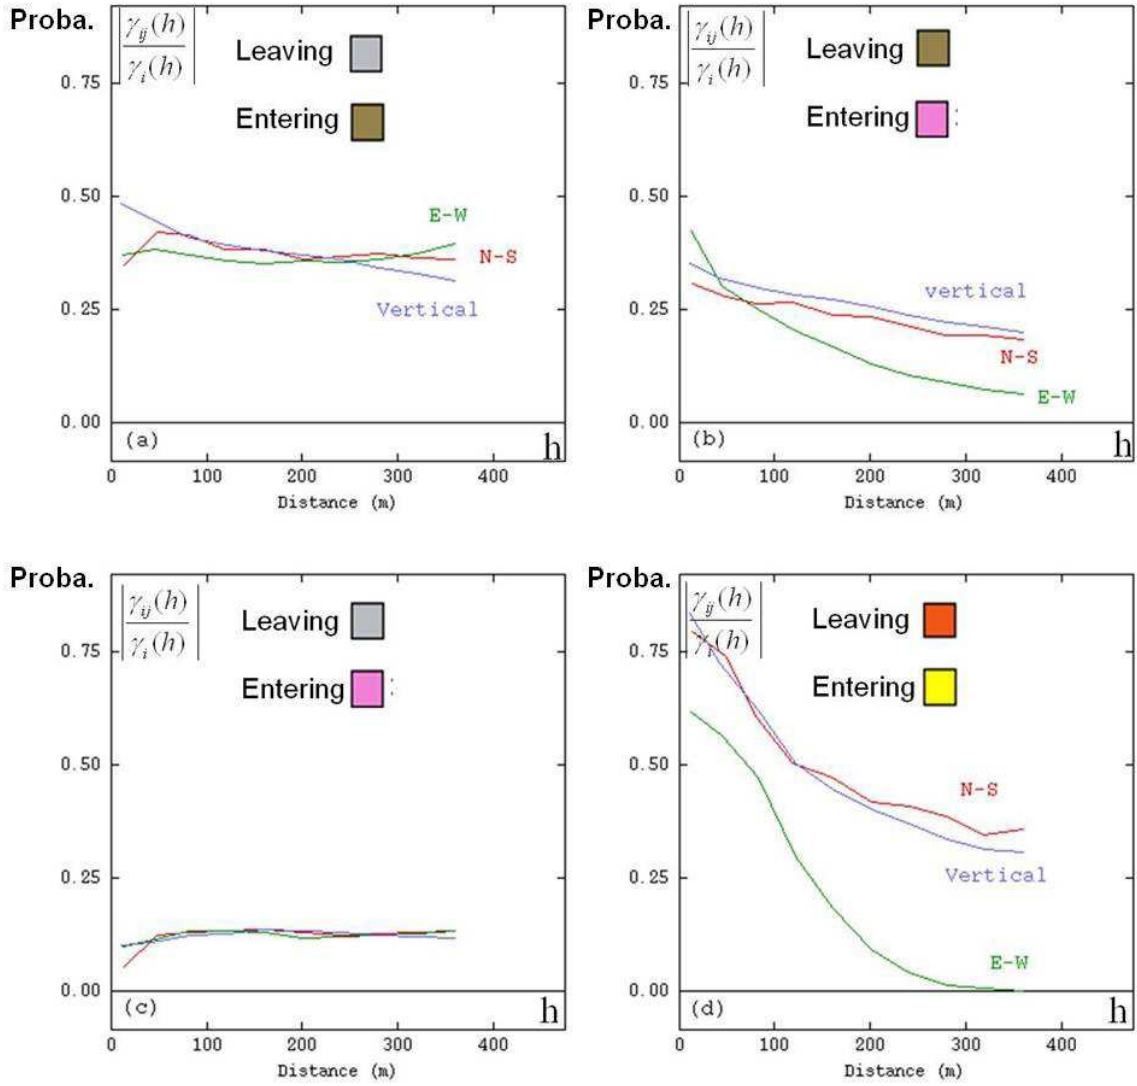 Proba.
|γij(h)/γi(h)|
Leaving
Entering
0.75
0.50
0.25
0.00
E-W
N-S
Vertical
(a)
h
0 100 200 300 400
Distance (m)
Proba.
|γij(h)/γi(h)|
Leaving
Entering :
0.75
0.50
0.25
0.00
vertical
N-S
E-W
(b)
h
0 100 200 300 400
Distance (m)
Proba.
|γij(h)/γi(h)|
Leaving
Entering :
0.75
0.50
0.25
0.00
(c)
h
0 100 200 300 400
Distance (m)
Proba.
|γij(h)/γi(h)|
Leaving
Entering
0.75
0.50
0.25
0.00
N-S
Vertical
E-W
(d)
h
0 100 200 300 400
Distance (m)